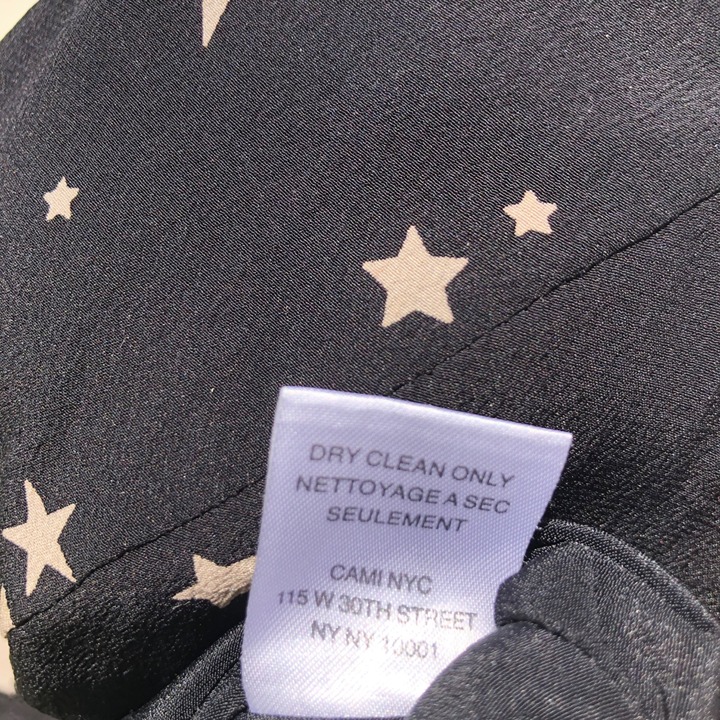 DRY CLEAN ONLY
NETTOYAGE A SEC
SEULEMENT
CAMI NYC
115 W 30TH STREET
NY NY 10001